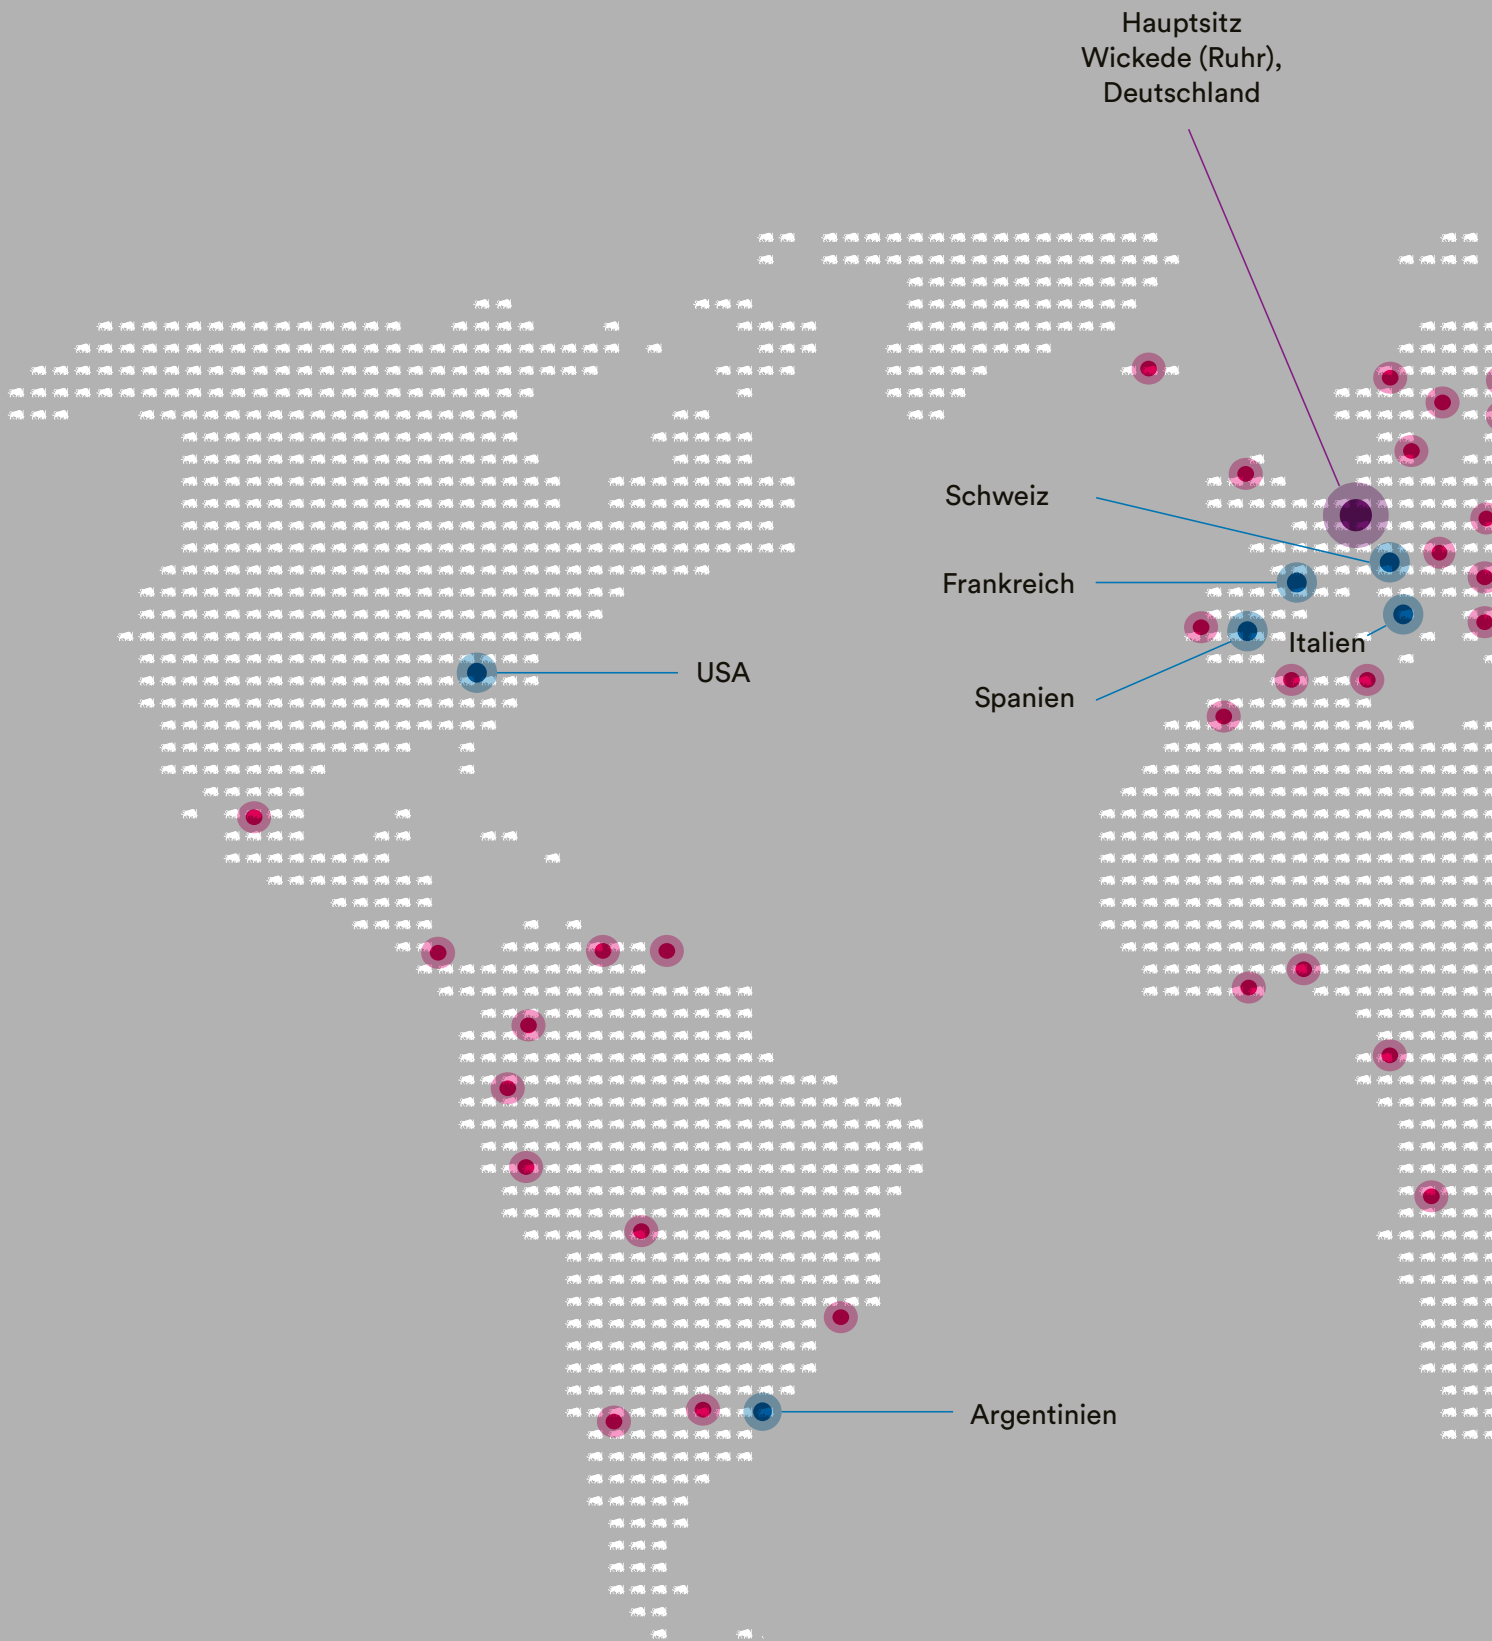 Hauptsitz
Wickede (Ruhr),
Deutschland
Schweiz
Frankreich
Italien
USA
Spanien
Argentinien